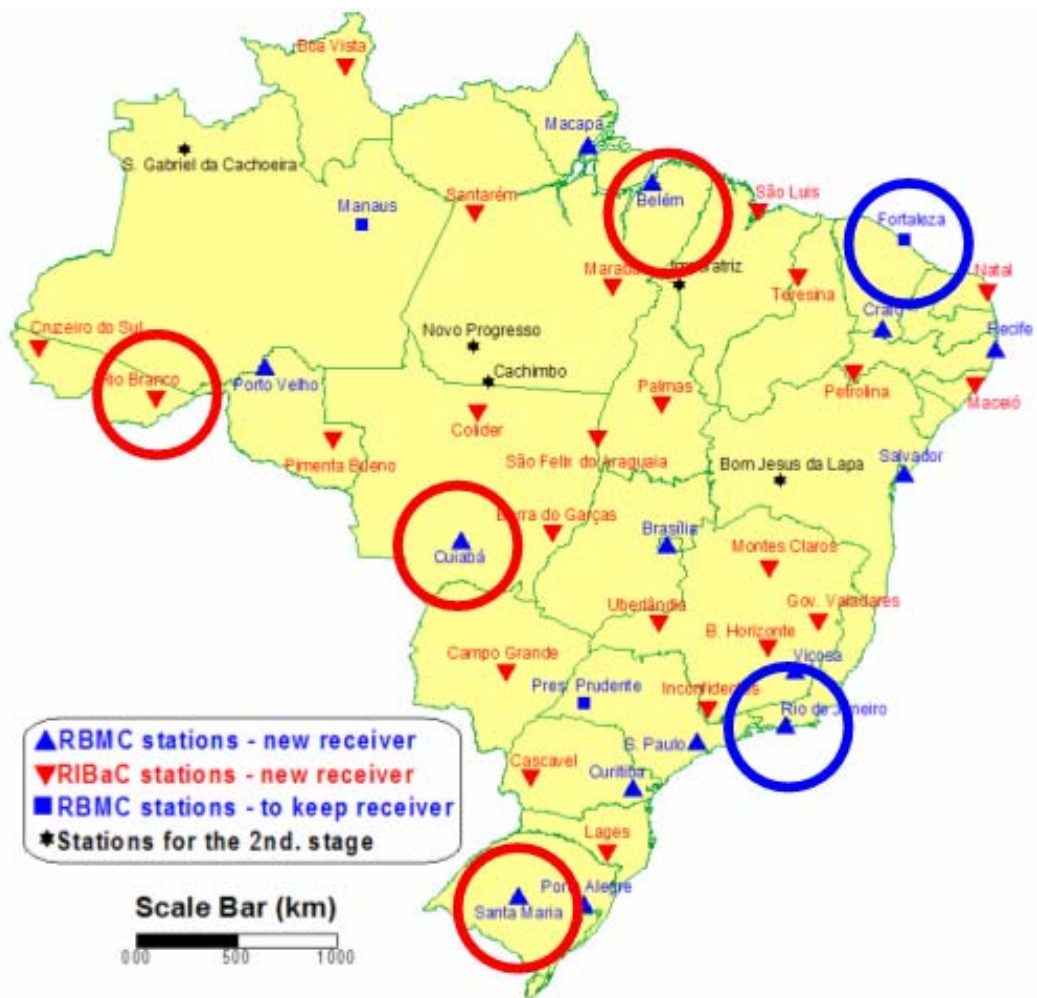 Boa Vista
Macapá
S. Gabriel da Cachoeira
Santarém
Belém
São Luis
Manaus
Fortaleza
Marabá
Imperatriz
Teresina
Natal
Cruzeiro do Sul
Novo Progresso
Crato
Recife
Rio Branco
Porto Velho
Cachimbo
Palmas
Petrolina
Maceió
Colider
Pimenta Bueno
São Felix do Araguaia
Bom Jesus da Lapa
Salvador
Barra do Garças
Brasília
Cuiabá
Montes Claros
Uberlândia
Gov. Valadares
B. Horizonte
Campo Grande
Viçosa
Pres. Prudente
Inconfidentes
Rio de Janeiro
S. Paulo
Cascavel
Curitiba
RBMC stations - new receiver
RIBaC stations - new receiver
RBMC stations - to keep receiver
Stations for the 2nd. stage
Lages
Porto Alegre
Santa Maria
Scale Bar (km)
000 500 1000